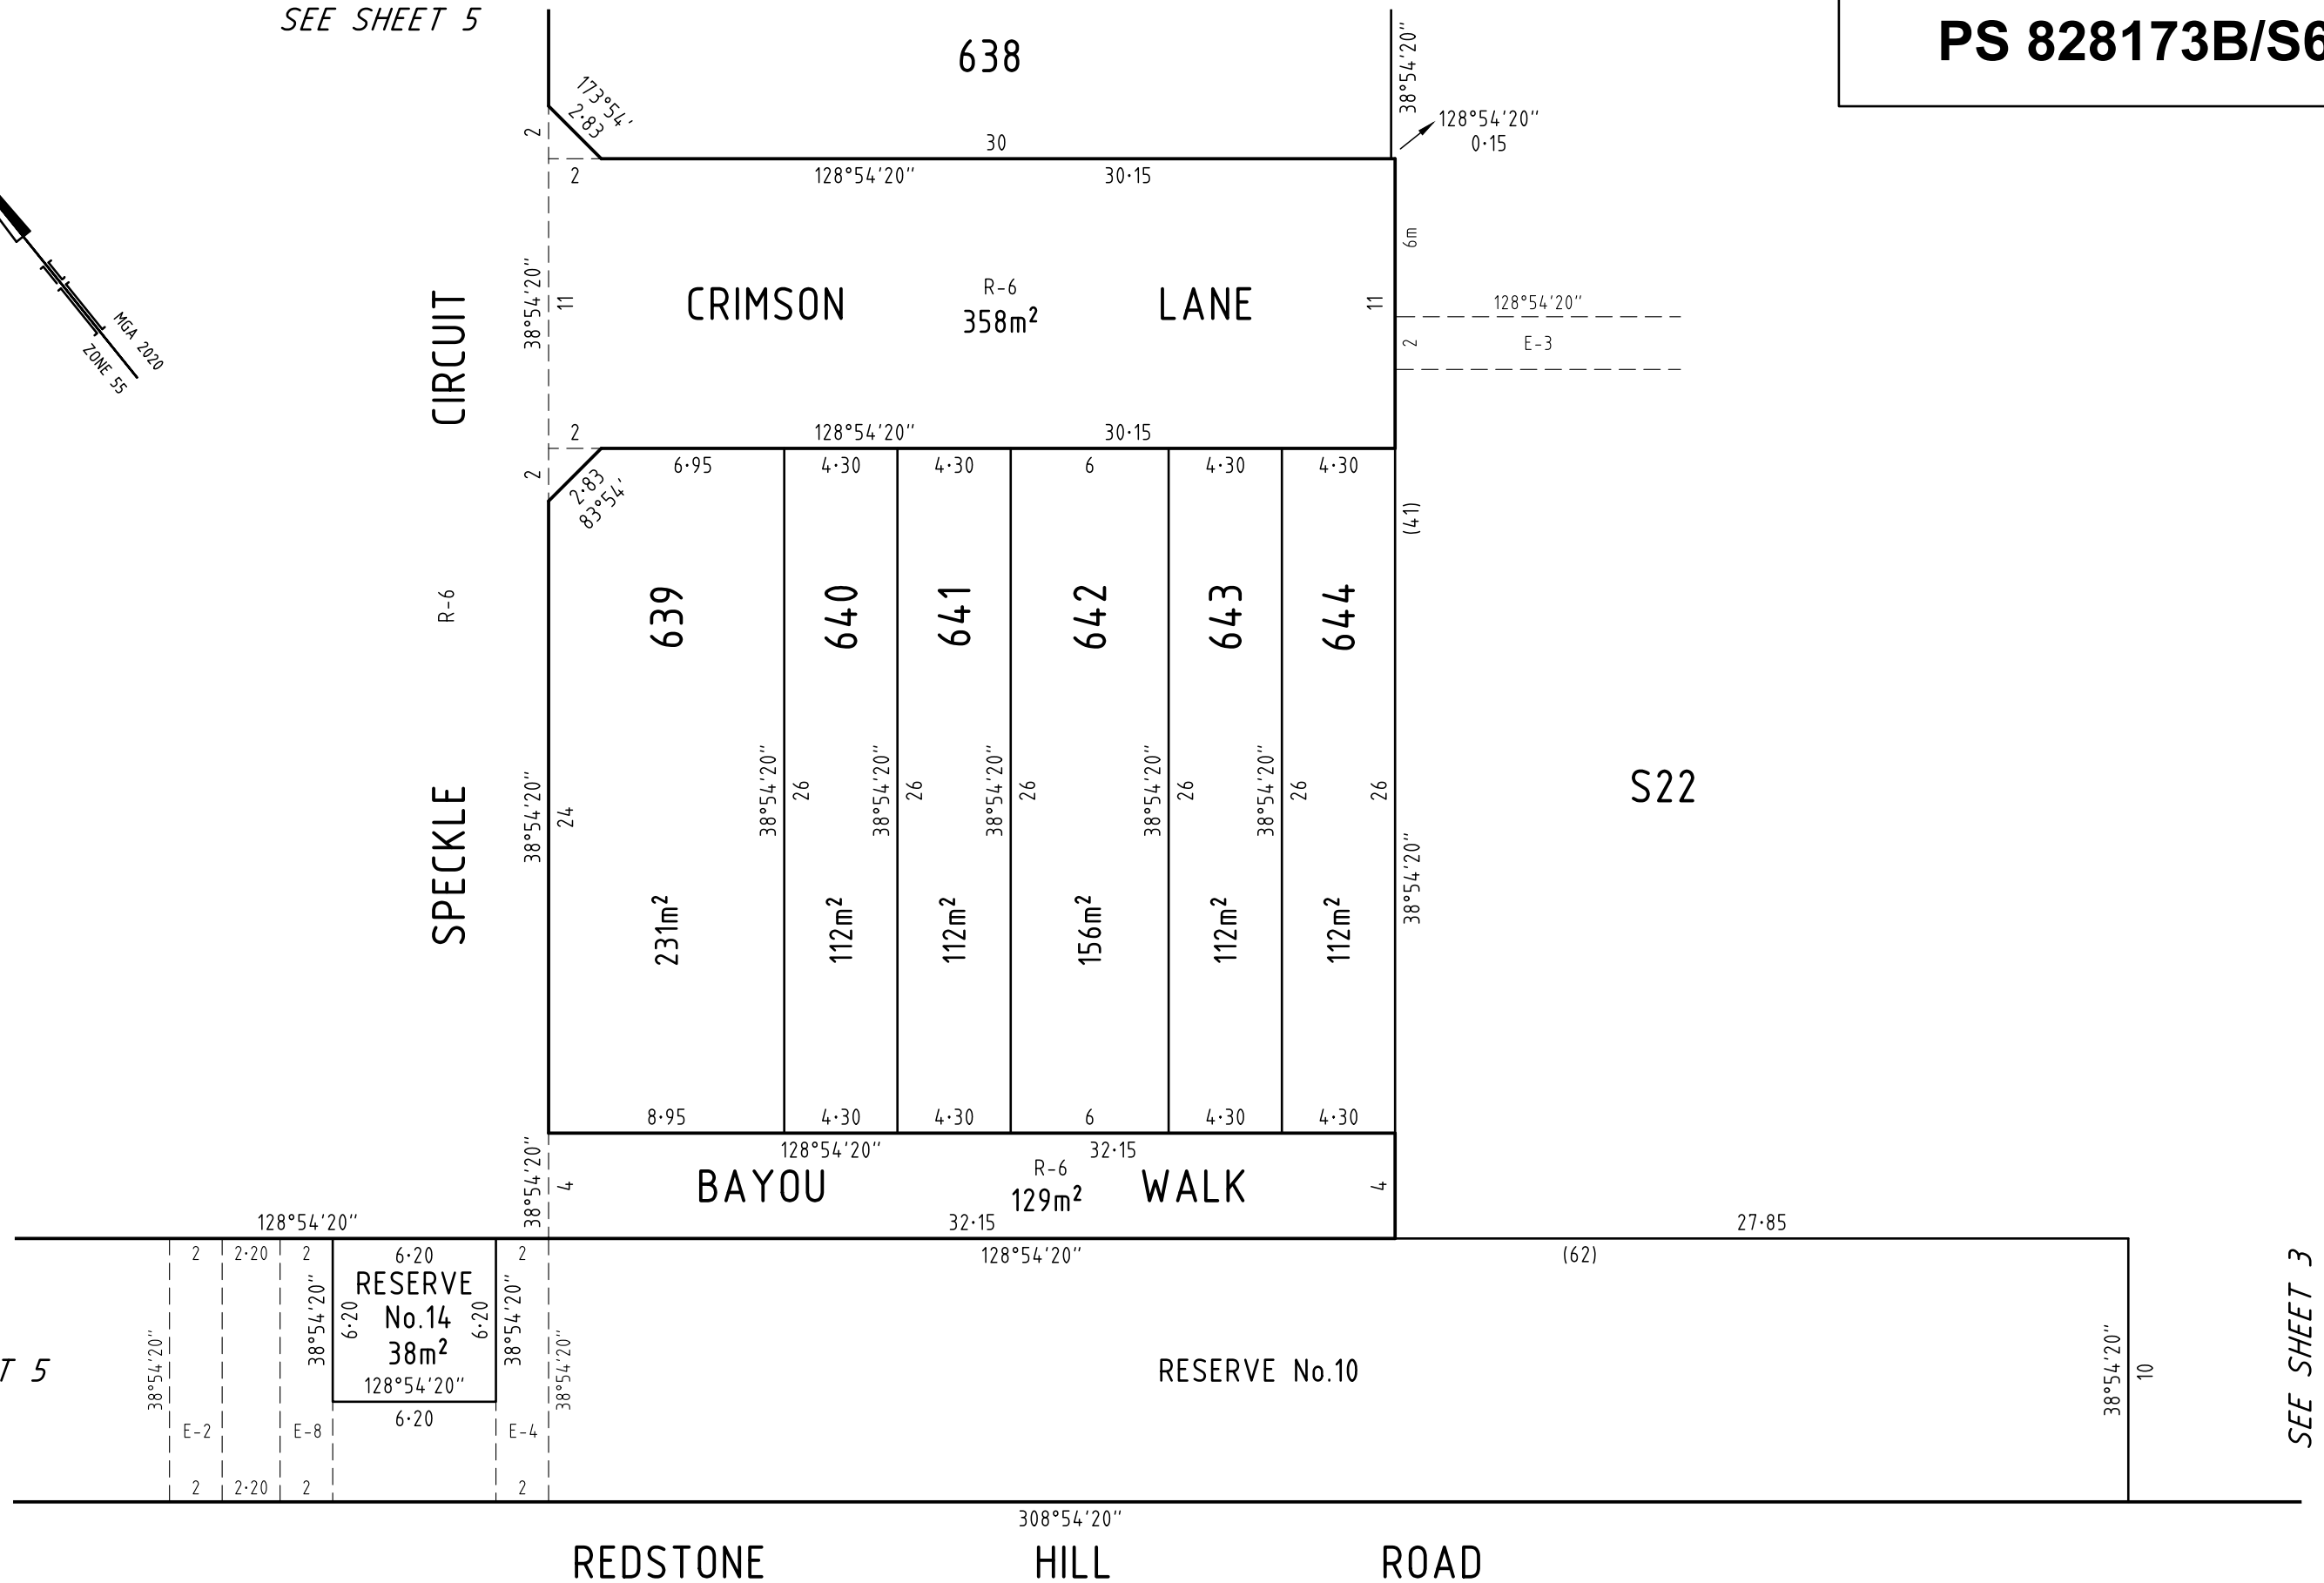 SEE SHEET 5
638
38°54'20"
PS 828173B/S6
173°54'
2·83
2
30
128°54'20"
0·15
2
128°54'20"
30·15
6m
MGA 2020
ZONE 55
CIRCUIT
38°54'20"
11
CRIMSON
R-6
358m²
LANE
11
128°54'20"
2
E-3
2
128°54'20"
30·15
2
2·83
83°54'
6·95
4·30
4·30
6
4·30
4·30
(41)
R-6
639
640
641
642
643
644
SPECKLE
38°54'20"
24
38°54'20"
26
38°54'20"
26
38°54'20"
26
38°54'20"
26
38°54'20"
26
26
38°54'20"
S22
231m²
112m²
112m²
156m²
112m²
112m²
8·95
4·30
4·30
6
4·30
4·30
128°54'20"
32·15
38°54'20"
4
BAYOU
R-6
129m²
WALK
4
128°54'20"
32·15
27·85
2
2·20
2
6·20
2
128°54'20"
(62)
38°54'20"
38°54'20"
6·20
RESERVE
No.14
38m²
6·20
38°54'20"
38°54'20"
128°54'20"
6·20
T 5
RESERVE No.10
38°54'20"
10
SEE SHEET 3
E-2
E-8
E-4
2
2·20
2
2
308°54'20"
REDSTONE HILL ROAD